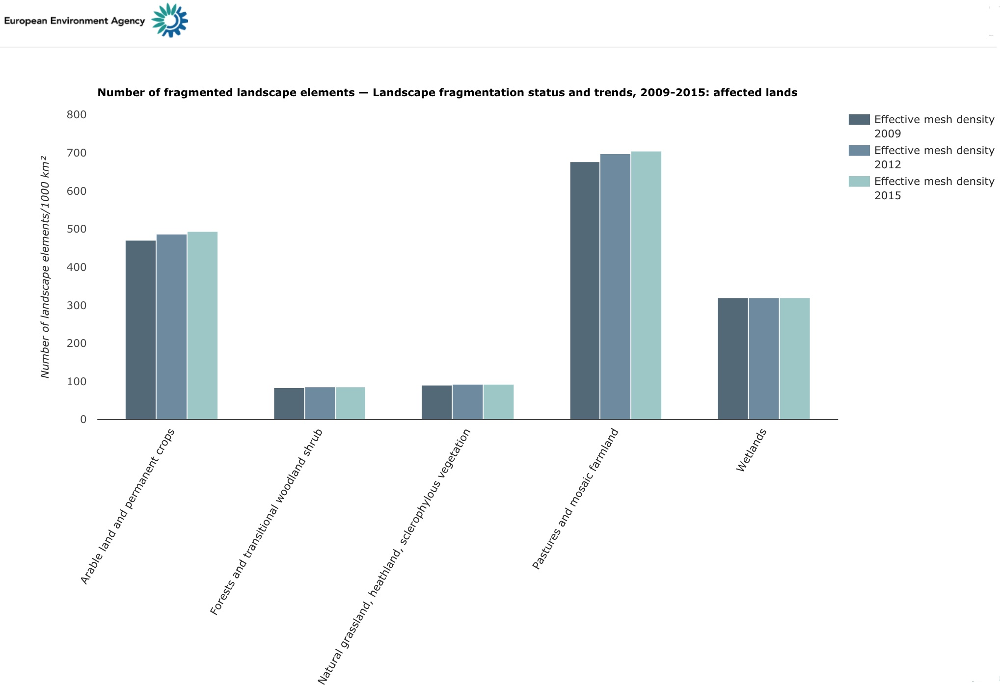 European Environment Agency
Number of fragmented landscape elements — Landscape fragmentation status and trends, 2009-2015: affected lands
800
700
600
500
400
300
200
100
0
Number of landscape elements/1000 km²
Effective mesh density
2009
Effective mesh density
2012
Effective mesh density
2015
Arable land and permanent crops
Forests and transitional woodland shrub
Natural grassland, heathland, sclerophylous vegetation
Pastures and mosaic farmland
Wetlands